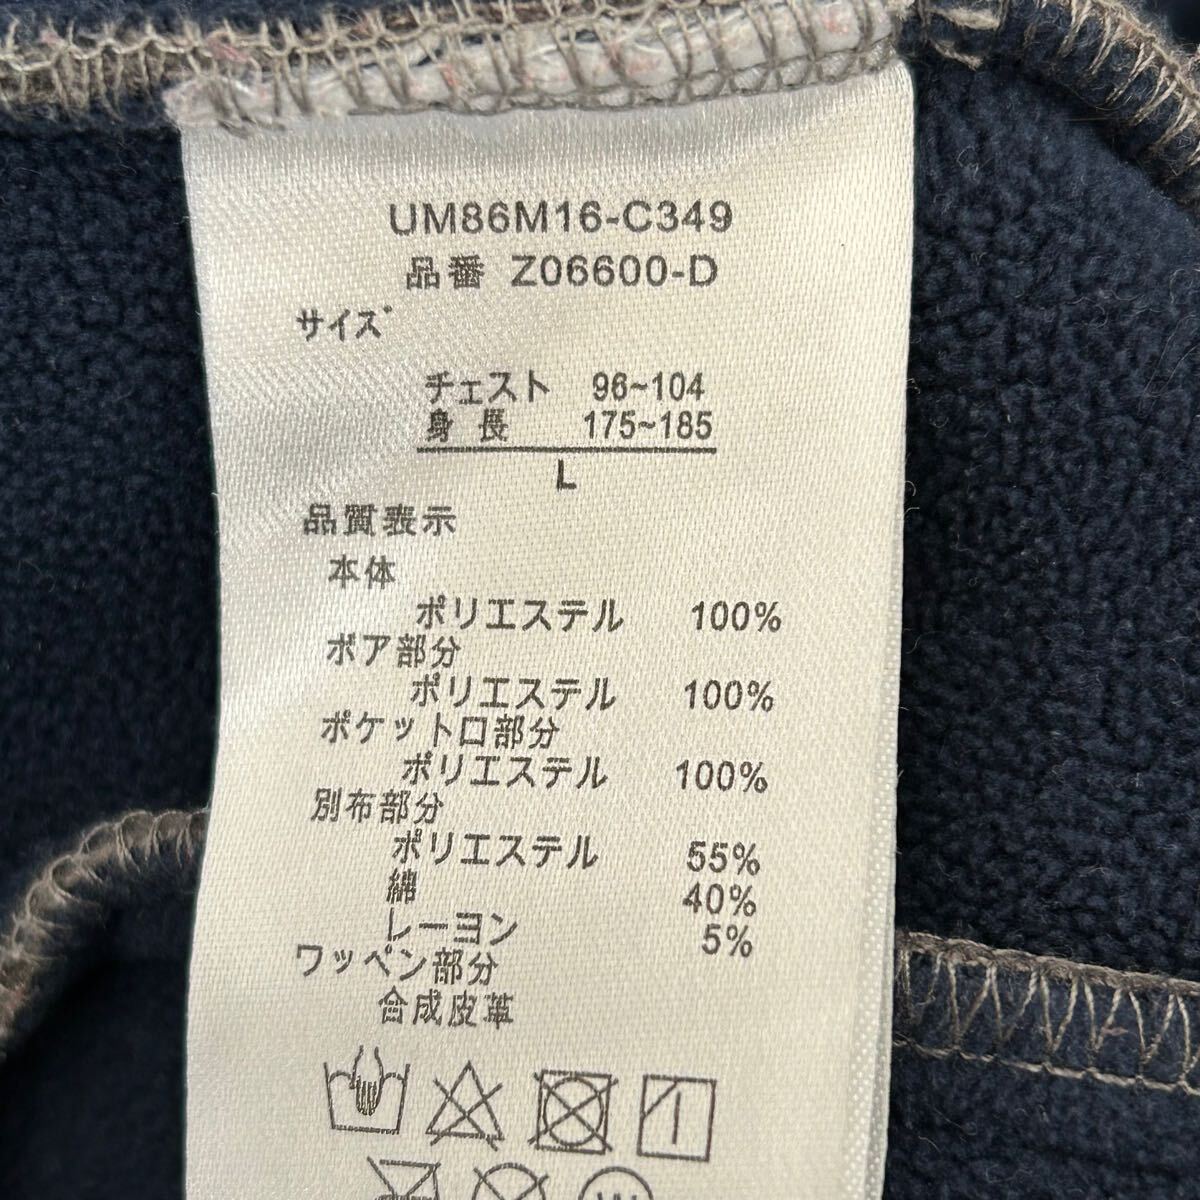 UM86M16-C349
品番 Z06600-D
サイズ
チェスト 96~104
身長 175~185
L
品質表示
本体
ポリエステル 100%
ボア部分
ポリエステル 100%
ポケット口部分
ポリエステル 100%
別布部分
ポリエステル 55%
綿 40%
レーヨン 5%
ワッペン部分
合成皮革
W